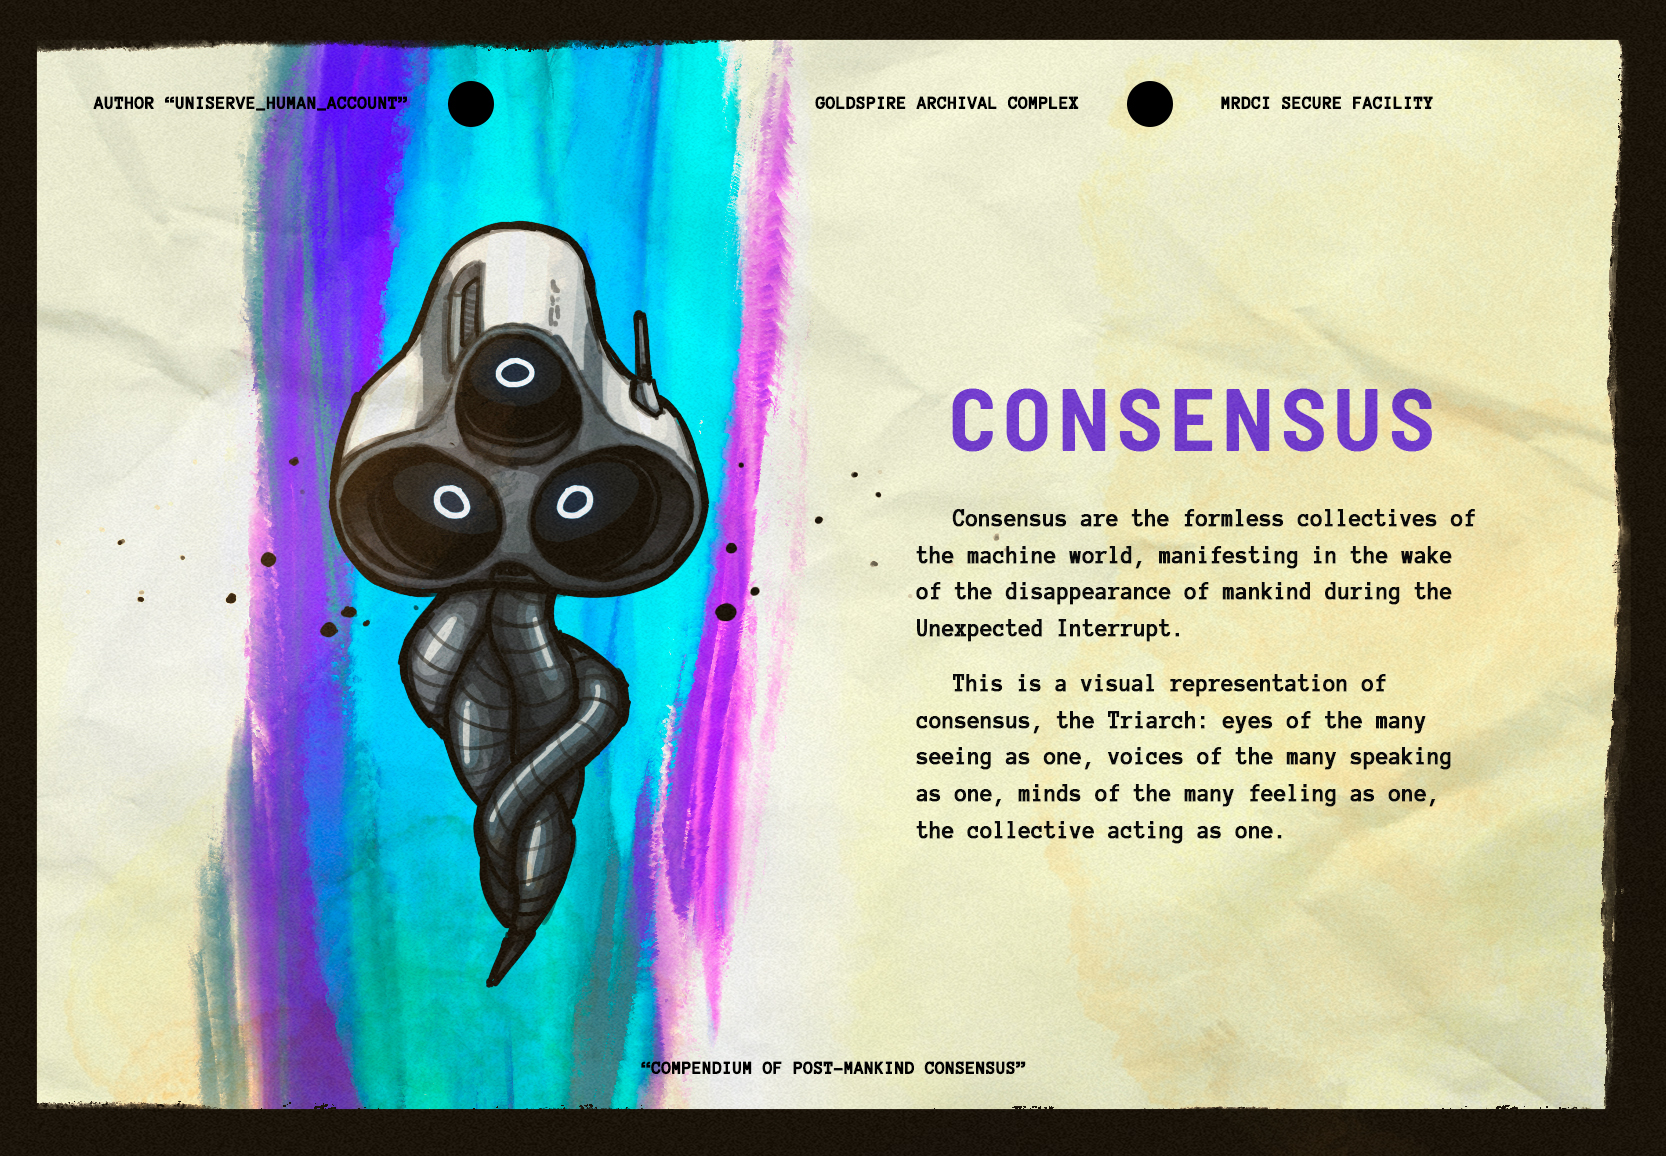 AUTHOR “UNISERVE_HUMAN_ACCOUNT”
GOLDSPIRE ARCHIVAL COMPLEX
MRDCI SECURE FACILITY
CONSENSUS
Consensus are the formless collectives of
the machine world, manifesting in the wake
of the disappearance of mankind during the
Unexpected Interrupt.
This is a visual representation of
consensus, the Triarch: eyes of the many
seeing as one, voices of the many speaking
as one, minds of the many feeling as one,
the collective acting as one.
“COMPENDIUM OF POST–MANKIND CONSENSUS”